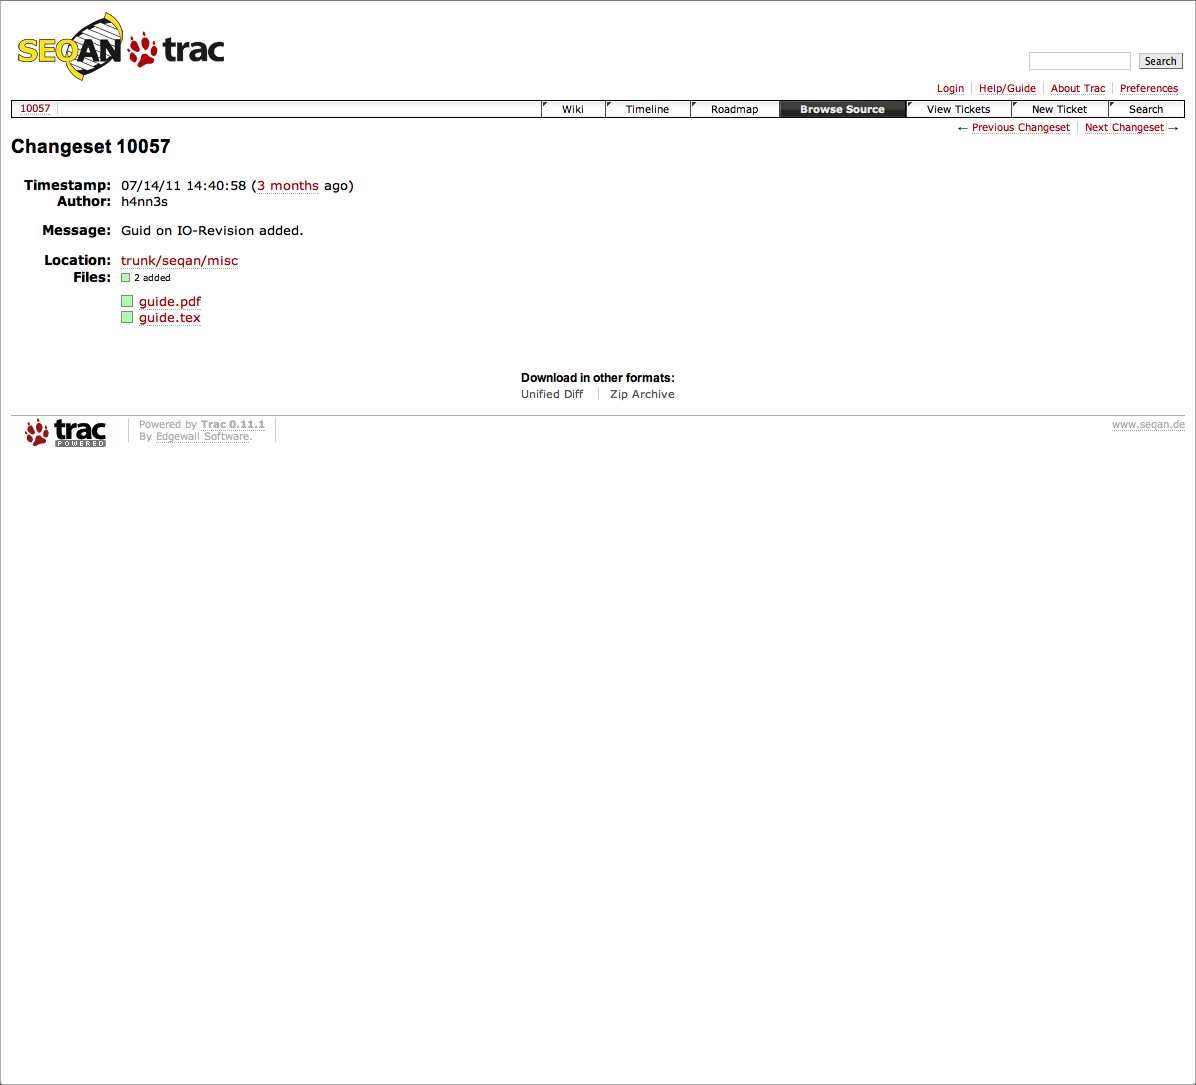 SEQAN trac
Search
Login Help/Guide About Trac Preferences
10057 Wiki Timeline Roadmap Browse Source View Tickets New Ticket Search
← Previous Changeset Next Changeset →
Changeset 10057
Timestamp: 07/14/11 14:40:58 (3 months ago)
Author: h4nn3s
Message: Guid on IO-Revision added.
Location: trunk/seqan/misc
Files: 2 added
guide.pdf
guide.tex
Download in other formats:
Unified Diff Zip Archive
trac POWERED
Powered by Trac 0.11.1
By Edgewall Software.
www.seqan.de